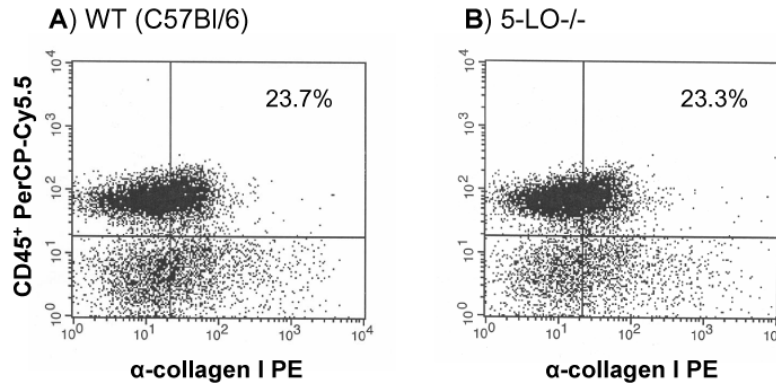 A) WT (C57Bl/6)
B) 5-LO-/-
CD45⁺ PerCP-Cy5.5
10⁴
10³
10²
10¹
10⁰
23.7%
10⁰ 10¹ 10² 10³ 10⁴
α-collagen I PE
10⁴
10³
10²
10¹
10⁰
23.3%
10⁰ 10¹ 10² 10³ 10
α-collagen I PE